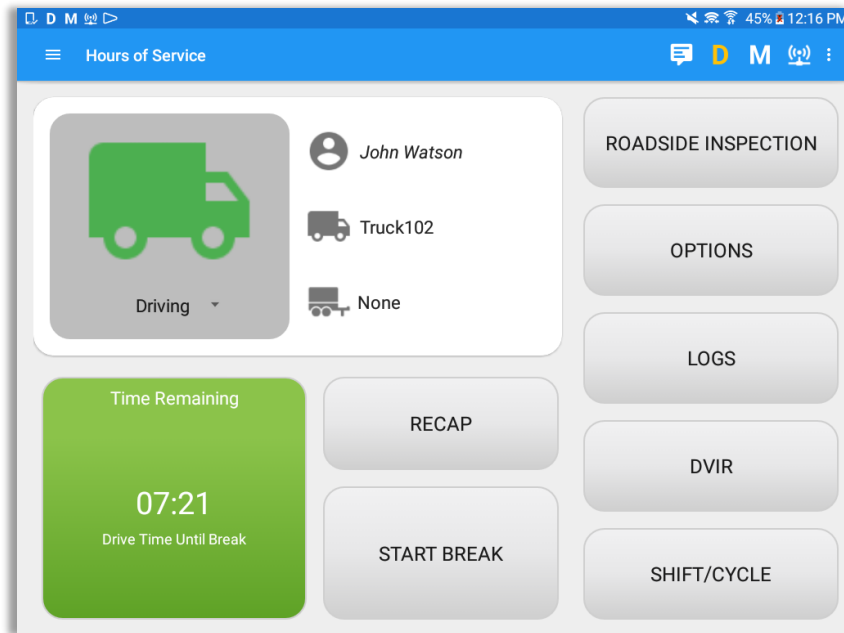 D M 45% 12:16 PM
Hours of Service
D M
John Watson
Truck102
None
Driving
ROADSIDE INSPECTION
OPTIONS
LOGS
DVIR
SHIFT/CYCLE
Time Remaining
07:21
Drive Time Until Break
RECAP
START BREAK